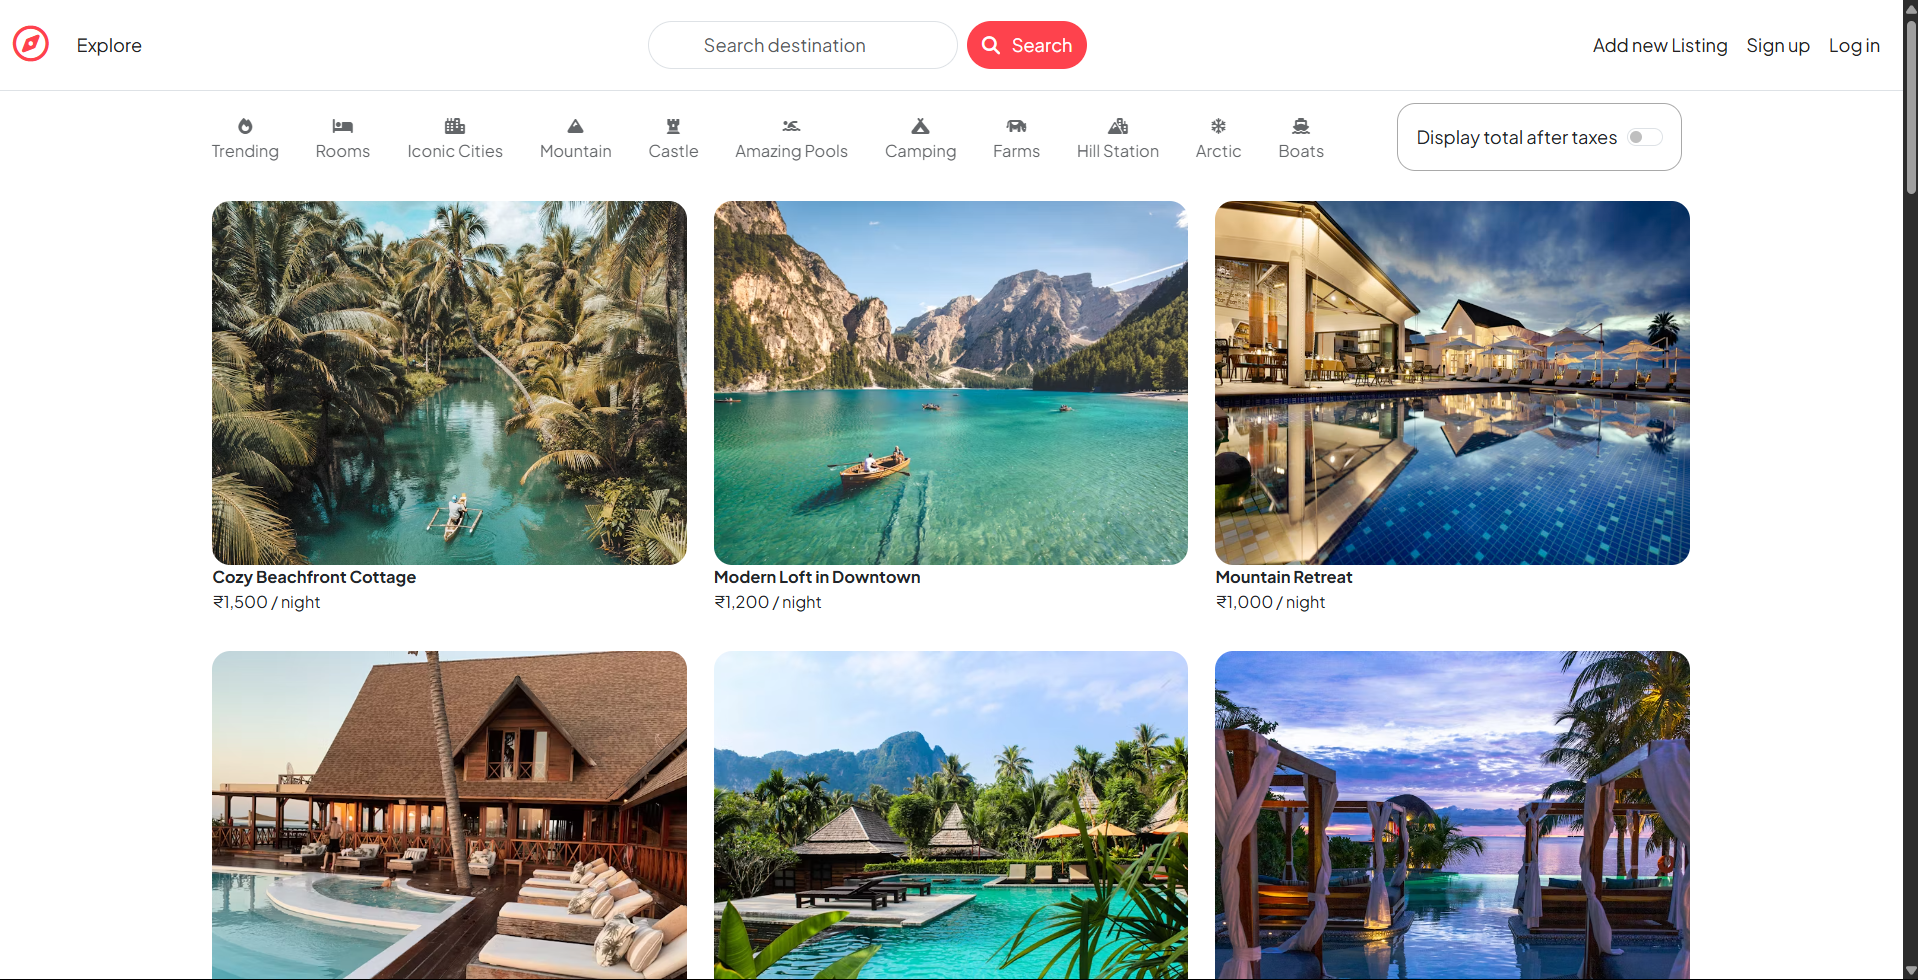 Explore
Search destination
Search
Add new Listing Sign up Log in
Trending Rooms Iconic Cities Mountain Castle Amazing Pools Camping Farms Hill Station Arctic Boats
Display total after taxes
Cozy Beachfront Cottage
₹1,500 / night
Modern Loft in Downtown
₹1,200 / night
Mountain Retreat
₹1,000 / night